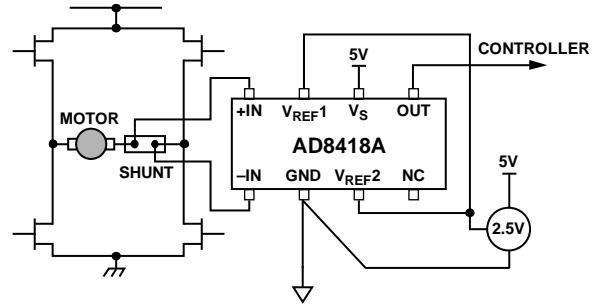 5V
CONTROLLER
+IN
VREF1
VS
OUT
MOTOR
AD8418A
SHUNT
–IN
GND
VREF2
NC
5V
2.5V